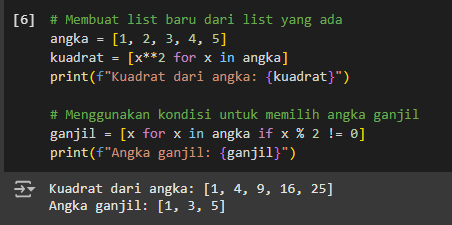 [6] # Membuat list baru dari list yang ada
angka = [1, 2, 3, 4, 5]
kuadrat = [x**2 for x in angka]
print(f"Kuadrat dari angka: {kuadrat}")
# Menggunakan kondisi untuk memilih angka ganjil
ganjil = [x for x in angka if x % 2 != 0]
print(f"Angka ganjil: {ganjil}")
Kuadrat dari angka: [1, 4, 9, 16, 25]
Angka ganjil: [1, 3, 5]